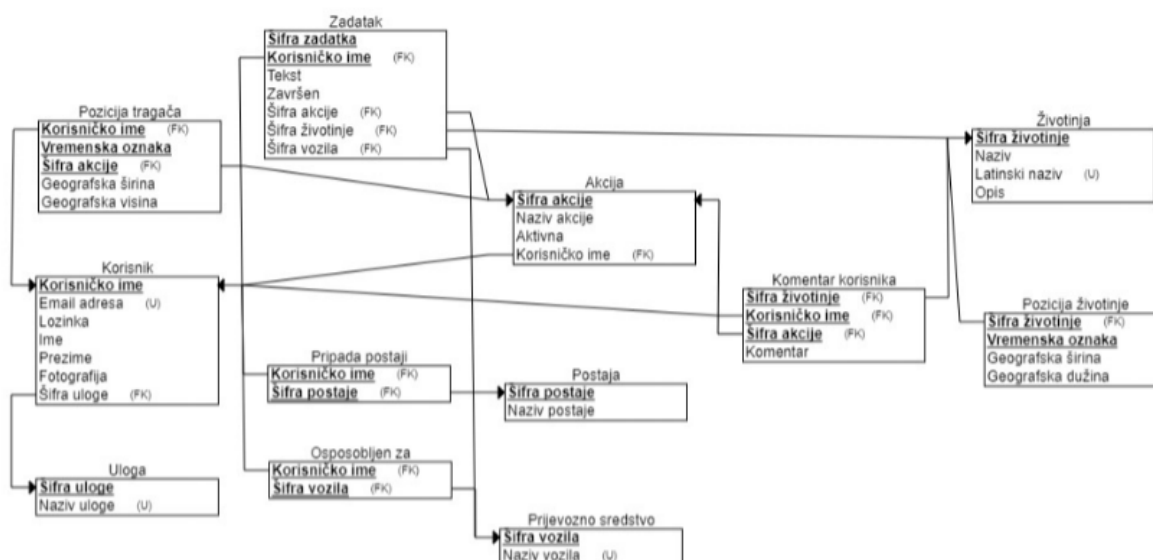 Zadatak
Šifra zadatka
Korisničko ime (FK)
Tekst
Završen
Šifra akcije (FK)
Šifra životinje (FK)
Šifra vozila (FK)
Pozicija tragača
Korisničko ime (FK)
Vremenska oznaka
Šifra akcije (FK)
Geografska širina
Geografska visina
Životinja
Šifra životinje
Naziv
Latinski naziv (U)
Opis
Akcija
Šifra akcije
Naziv akcije
Aktivna
Korisničko ime (FK)
Korisnik
Korisničko ime
Email adresa (U)
Lozinka
Ime
Prezime
Fotografija
Šifra uloge (FK)
Komentar korisnika
Šifra životinje (FK)
Korisničko ime (FK)
Šifra akcije (FK)
Komentar
Pozicija životinje
Šifra životinje (FK)
Vremenska oznaka
Geografska širina
Geografska dužina
Pripada postaji
Korisničko ime (FK)
Šifra postaje (FK)
Postaja
Šifra postaje
Naziv postaje
Osposobljen za
Korisničko ime (FK)
Šifra vozila (FK)
Uloga
Šifra uloge
Naziv uloge (U)
Prijevozno sredstvo
Šifra vozila
Naziv vozila (U)